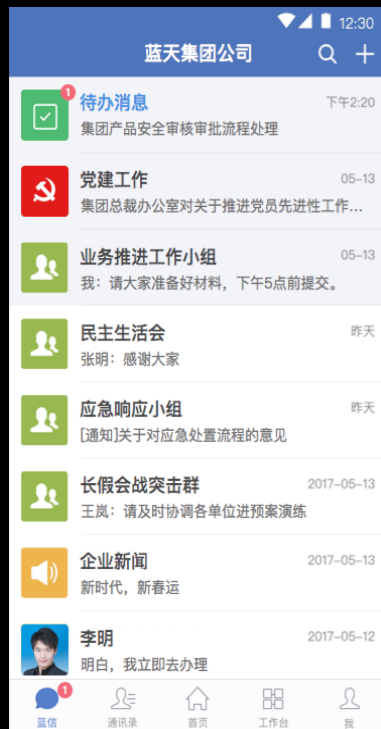 12:30
蓝天集团公司
1
待办消息 下午2:20
集团产品安全审核审批流程处理
党建工作 05-13
集团总裁办公室对关于推进党员先进性工作...
业务推进工作小组 05-13
我：请大家准备好材料，下午5点前提交。
民主生活会 昨天
张明：感谢大家
应急响应小组 昨天
[通知]关于对应急处置流程的意见
长假会战突击群 2017-05-13
王岚：请及时协调各单位进预案演练
企业新闻 2017-05-13
新时代，新春运
李明 2017-05-12
明白，我立即去办理
1
蓝信 通讯录 首页 工作台 我